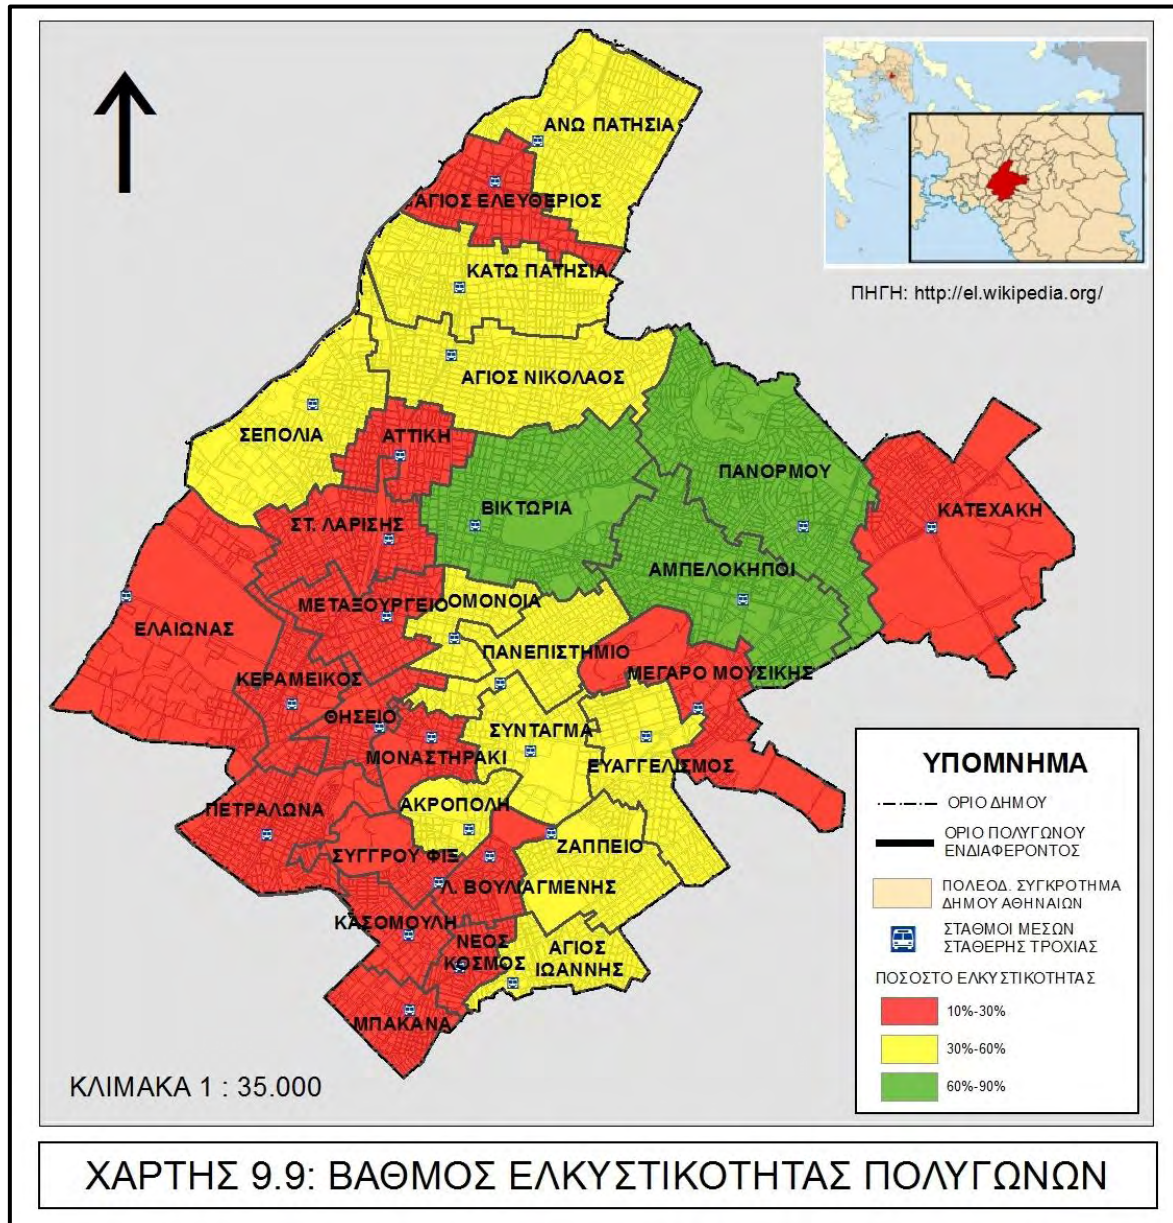 ΑΝΩ ΠΑΤΗΣΙΑ
ΑΓΙΟΣ ΕΛΕΥΘΕΡΙΟΣ
ΚΑΤΩ ΠΑΤΗΣΙΑ
ΠΗΓΗ: http://el.wikipedia.org/
ΑΓΙΟΣ ΝΙΚΟΛΑΟΣ
ΣΕΠΟΛΙΑ
ΑΤΤΙΚΗ
ΠΑΝΟΡΜΟΥ
ΒΙΚΤΩΡΙΑ
ΚΑΤΕΧΑΚΗ
ΣΤ. ΛΑΡΙΣΗΣ
ΑΜΠΕΛΟΚΗΠΟΙ
ΜΕΤΑΞΟΥΡΓΕΙΟ
ΟΜΟΝΟΙΑ
ΕΛΑΙΩΝΑΣ
ΠΑΝΕΠΙΣΤΗΜΙΟ
ΜΕΓΑΡΟ ΜΟΥΣΙΚΗΣ
ΚΕΡΑΜΕΙΚΟΣ
ΘΗΣΕΙΟ
ΣΥΝΤΑΓΜΑ
ΜΟΝΑΣΤΗΡΑΚΙ
ΕΥΑΓΓΕΛΙΣΜΟΣ
ΠΕΤΡΑΛΩΝΑ
ΑΚΡΟΠΟΛΗ
ΣΥΓΓΡΟΥ ΦΙΞ
ΖΑΠΠΕΙΟ
Λ. ΒΟΥΛΙΑΓΜΕΝΗΣ
ΚΑΣΟΜΟΥΛΗ
ΝΕΟΣ
ΚΟΣΜΟΣ
ΑΓΙΟΣ
ΙΩΑΝΝΗΣ
ΜΠΑΚΑΝΑ
ΥΠΟΜΝΗΜΑ
ΟΡΙΟ ΔΗΜΟΥ
ΟΡΙΟ ΠΟΛΥΓΩΝΟΥ
ΕΝΔΙΑΦΕΡΟΝΤΟΣ
ΠΟΛΕΟΔ. ΣΥΓΚΡΟΤΗΜΑ
ΔΗΜΟΥ ΑΘΗΝΑΙΩΝ
ΣΤΑΘΜΟΙ ΜΕΣΩΝ
ΣΤΑΘΕΡΗΣ ΤΡΟΧΙΑΣ
ΠΟΣΟΣΤΟ ΕΛΚΥΣΤΙΚΟΤΗΤΑΣ
10%-30%
30%-60%
60%-90%
ΚΛΙΜΑΚΑ 1 : 35.000
ΧΑΡΤΗΣ 9.9: ΒΑΘΜΟΣ ΕΛΚΥΣΤΙΚΟΤΗΤΑΣ ΠΟΛΥΓΩΝΩΝ